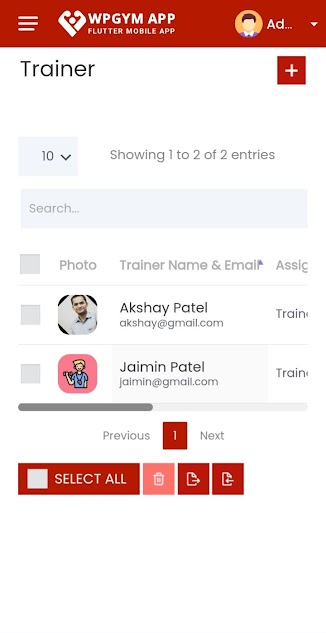 WPGYM APP
FLUTTER MOBILE APP
Ad...
Trainer
10
Showing 1 to 2 of 2 entries
Search...
Photo
Trainer Name & Email
Assig
Akshay Patel
akshay@gmail.com
Traine
Jaimin Patel
jaimin@gmail.com
Traine
Previous
1
Next
SELECT ALL